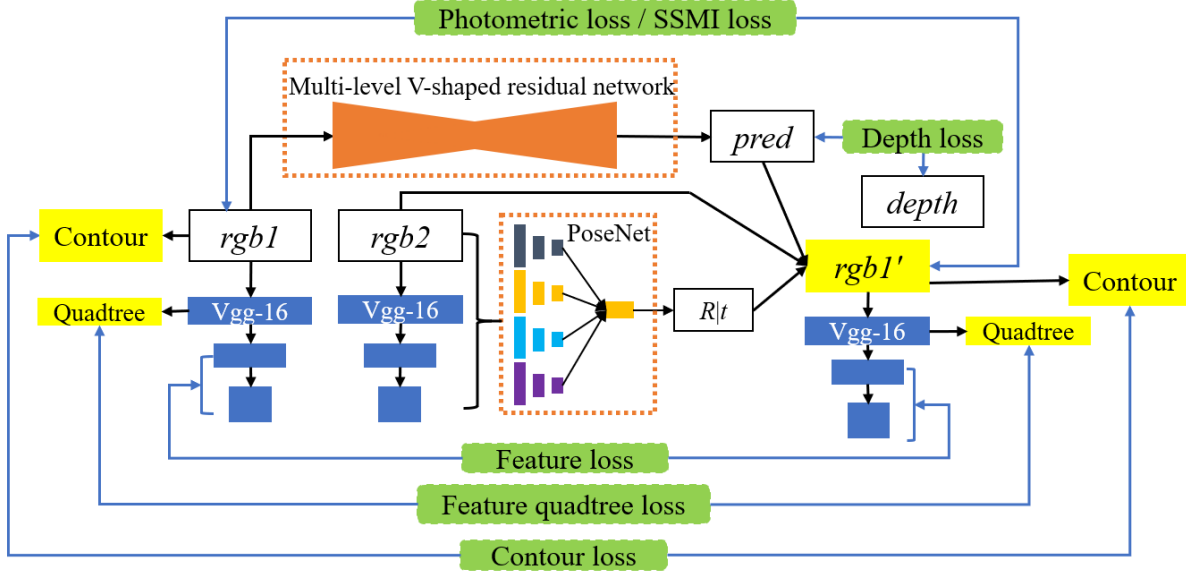 Photometric loss / SSMI loss
Multi-level V-shaped residual network
pred
Depth loss
depth
Contour
rgb1
rgb2
PoseNet
rgb1'
Contour
Quadtree
Vgg-16
Vgg-16
R|t
Vgg-16
Quadtree
Feature loss
Feature quadtree loss
Contour loss